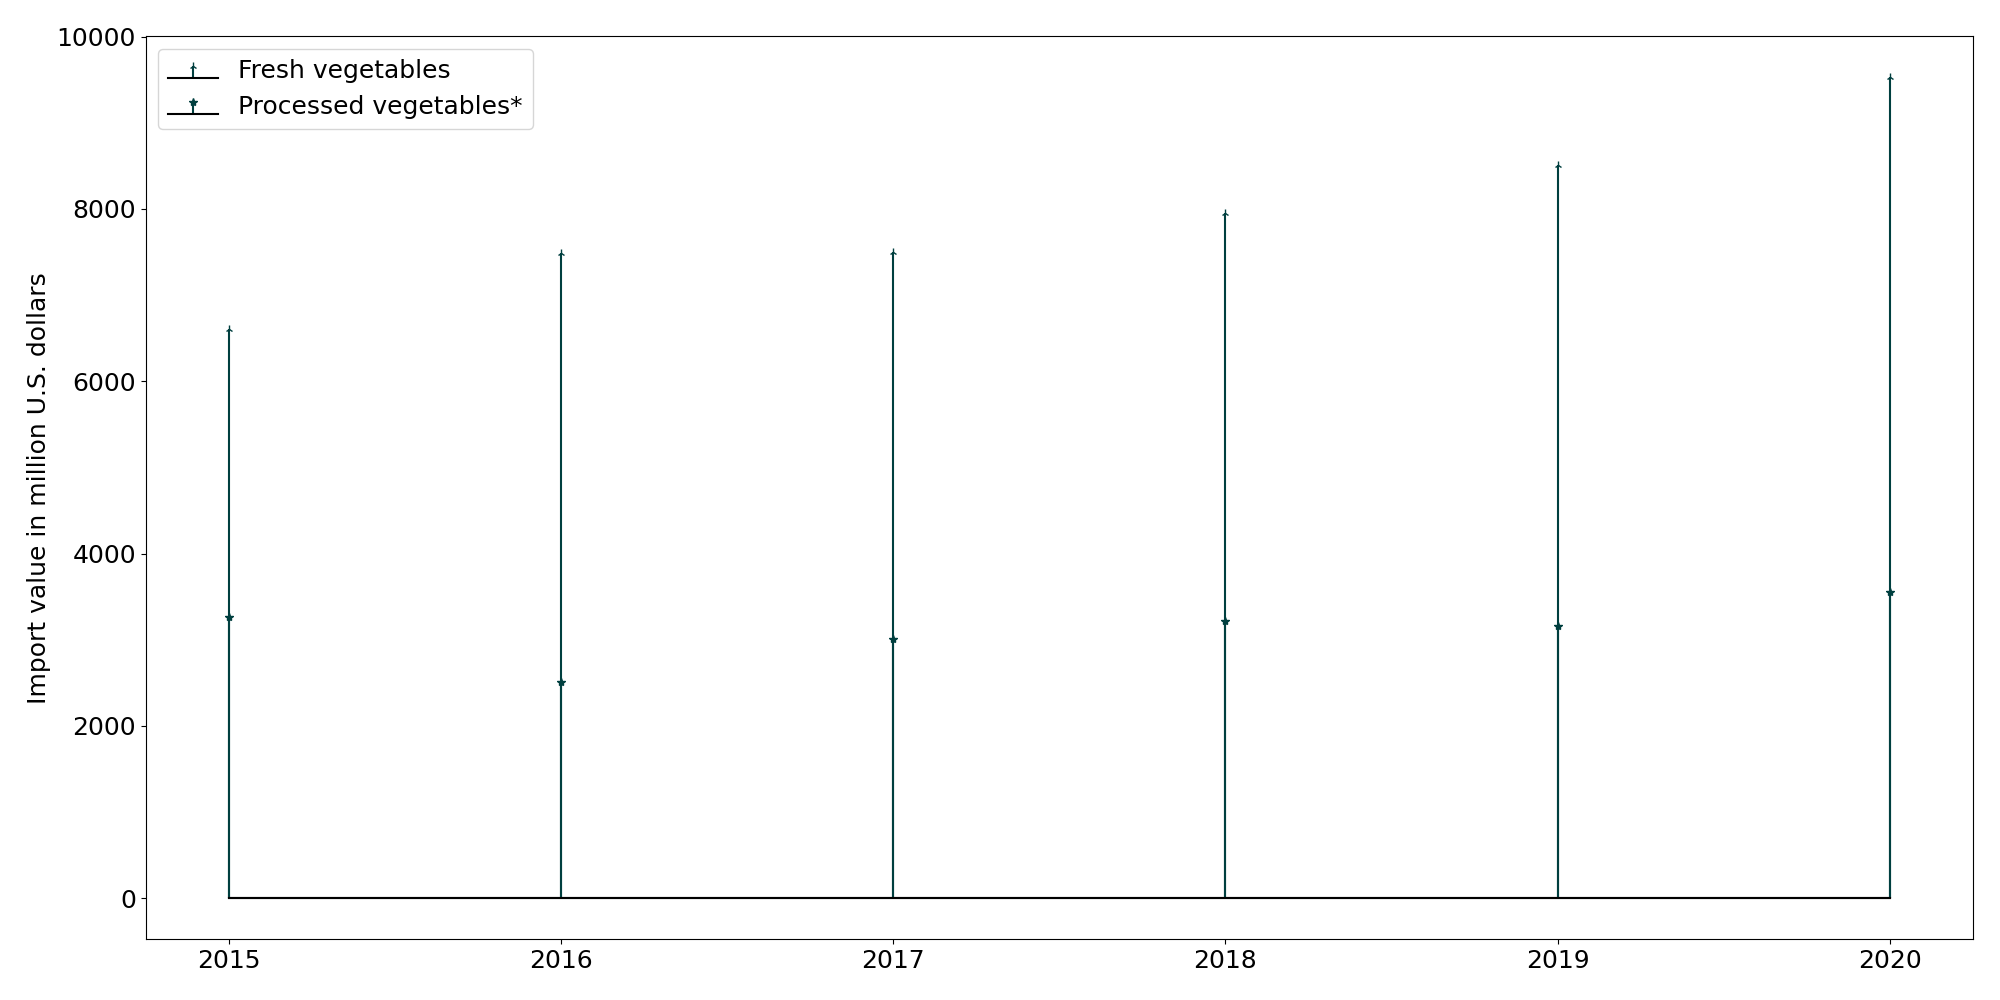 10000
8000
6000
4000
2000
0
Import value in million U.S. dollars
Fresh vegetables
Processed vegetables*
2015 2016 2017 2018 2019 2020